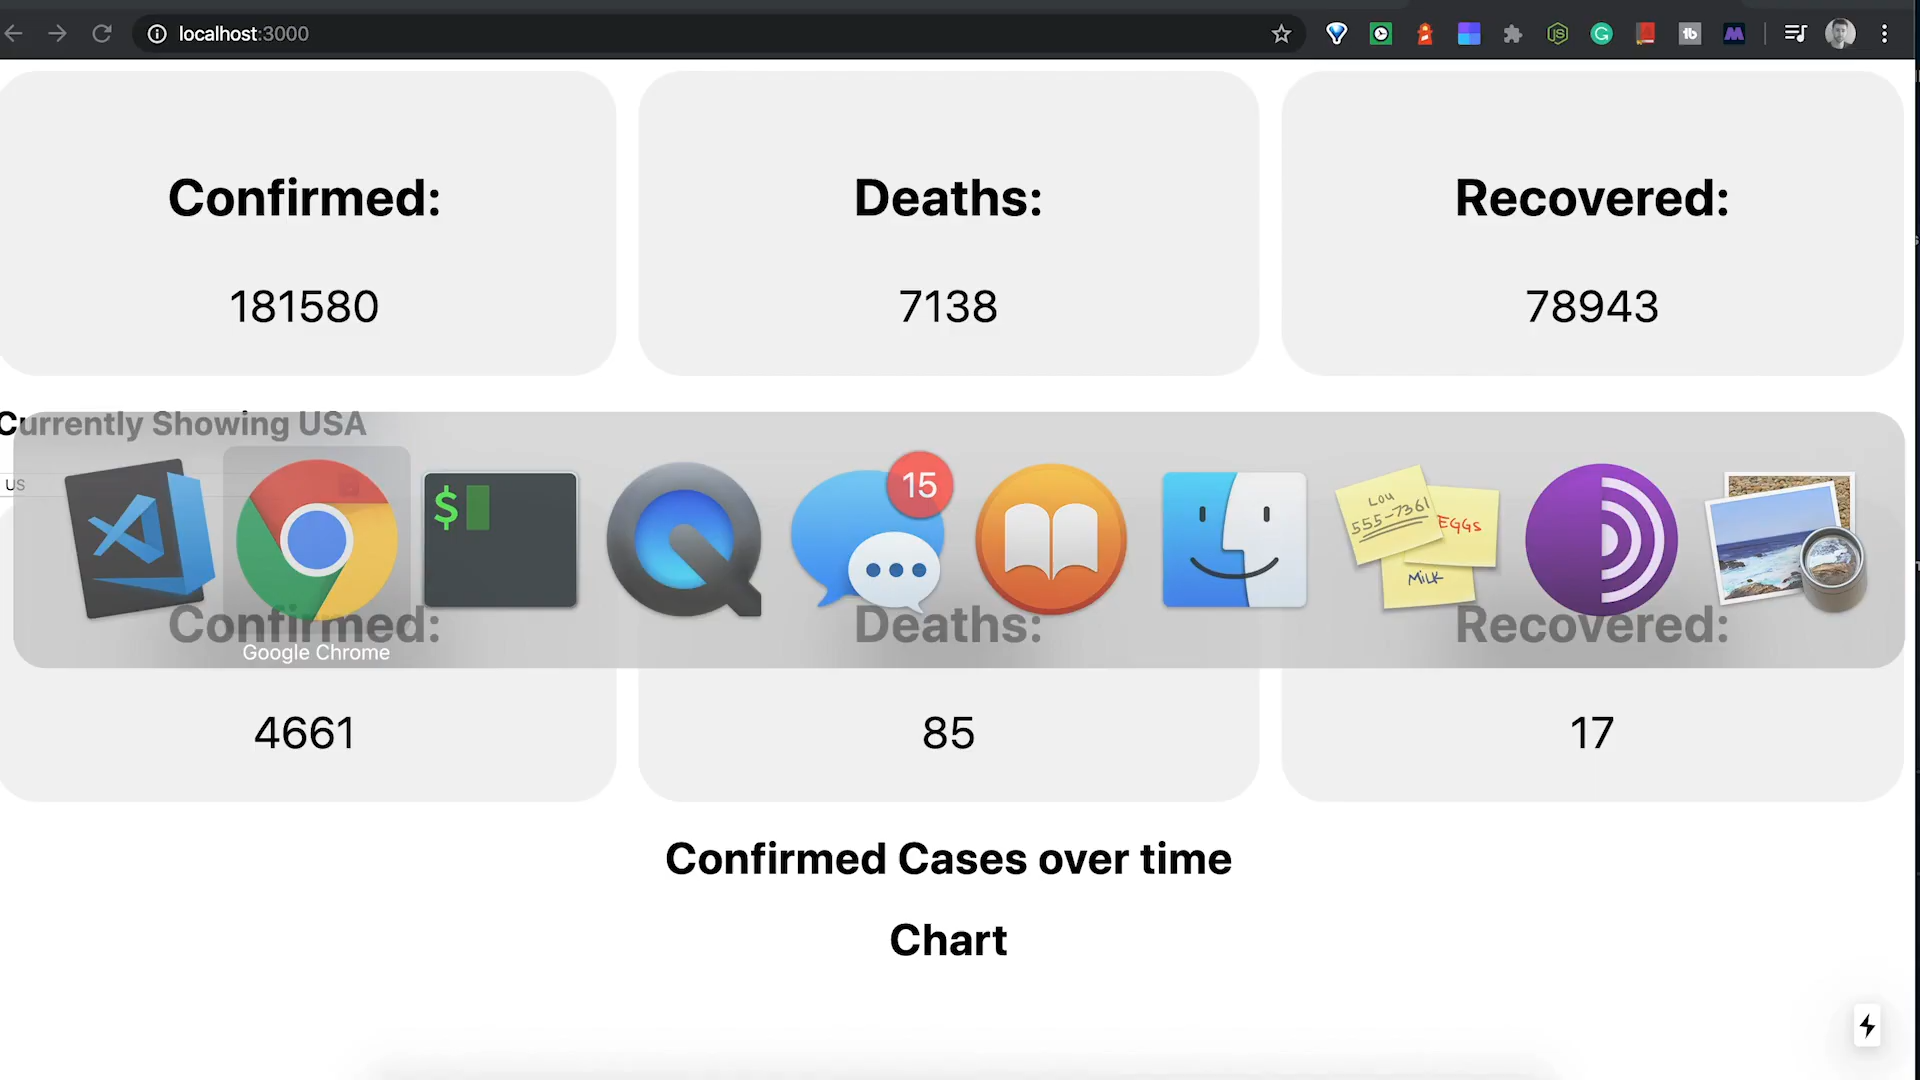 localhost:3000
Confirmed:
Deaths:
Recovered:
181580
7138
78943
Currently Showing USA
US
$
15
LOU
555-7361
EGGS
MILK
Confirmed:
Deaths:
Recovered:
Google Chrome
4661
85
17
Confirmed Cases over time
Chart